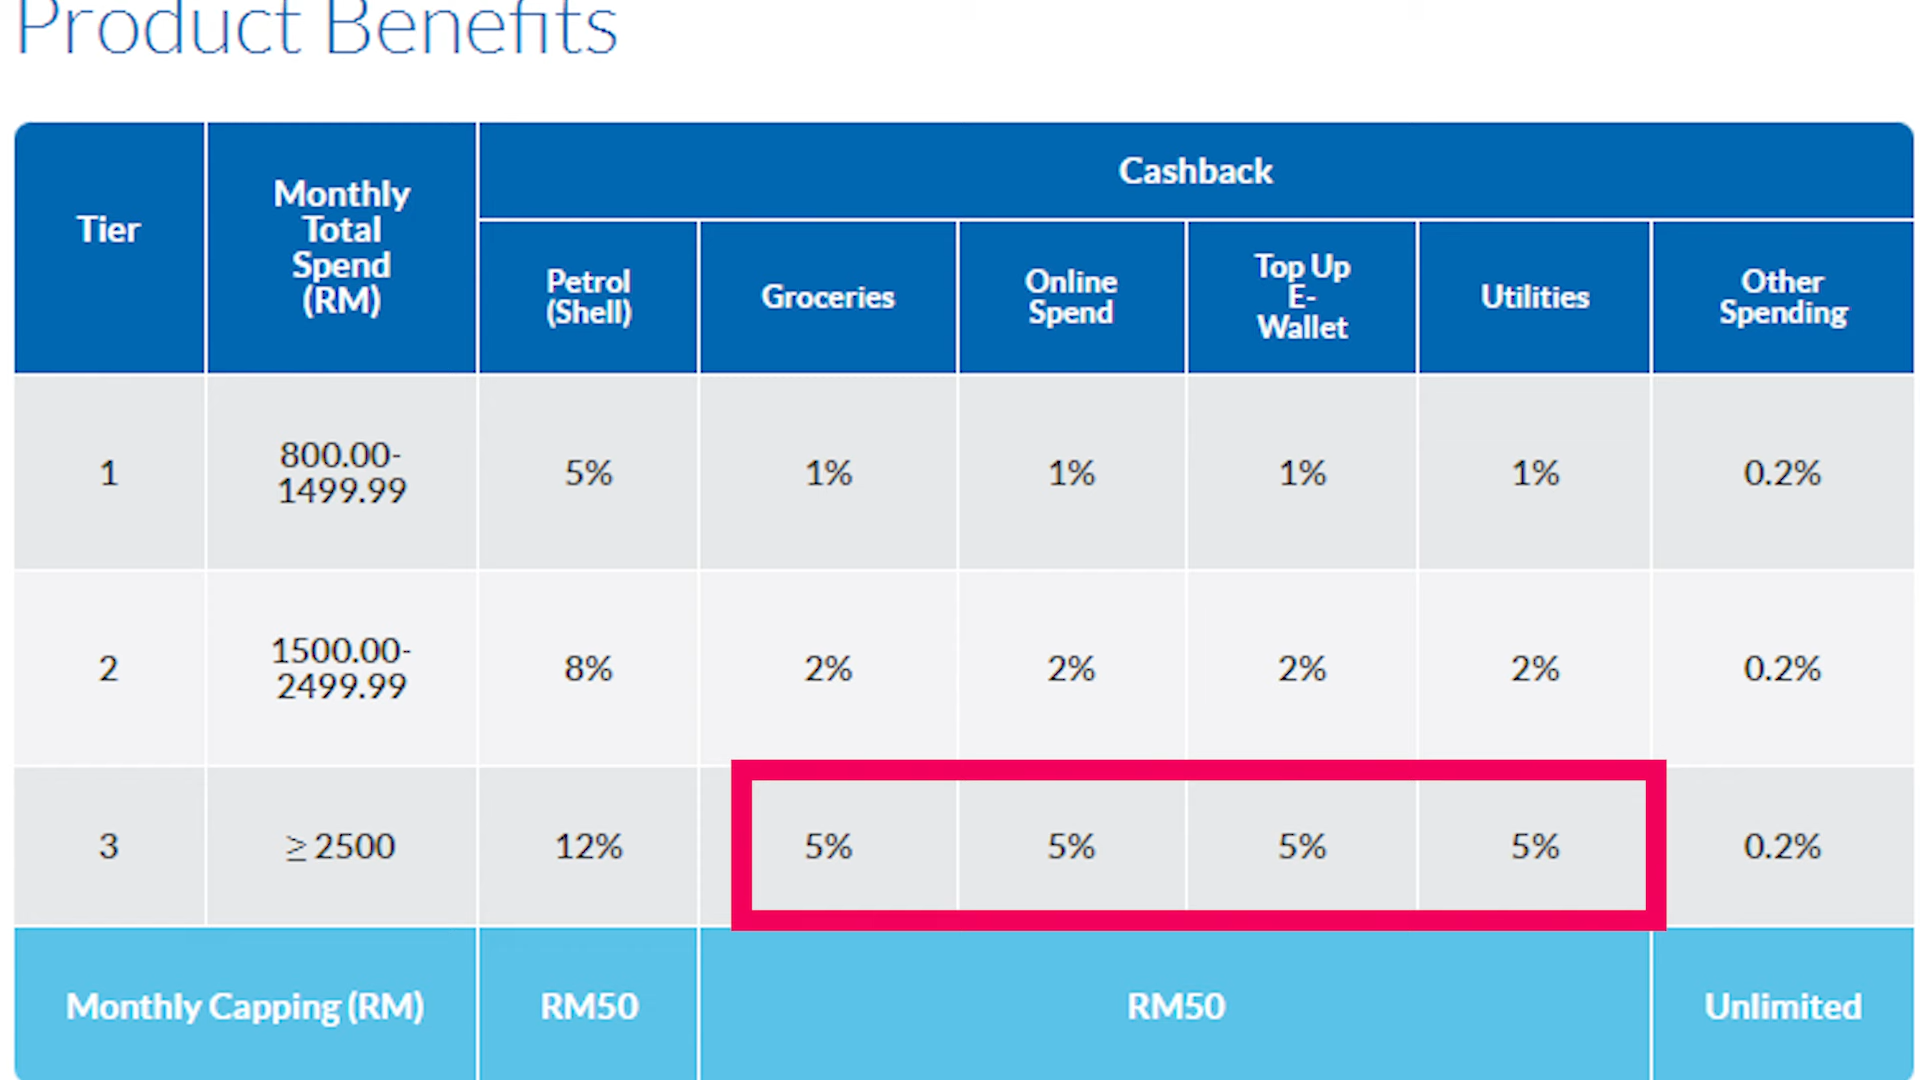 Product Benefits
Cashback
Tier
Monthly
Total
Spend
(RM)
Petrol
(Shell)
Groceries
Online
Spend
Top Up
E-
Wallet
Utilities
Other
Spending
1
800.00-
1499.99
5%
1%
1%
1%
1%
0.2%
2
1500.00-
2499.99
8%
2%
2%
2%
2%
0.2%
3
≥ 2500
12%
5%
5%
5%
5%
0.2%
Monthly Capping (RM)
RM50
RM50
Unlimited